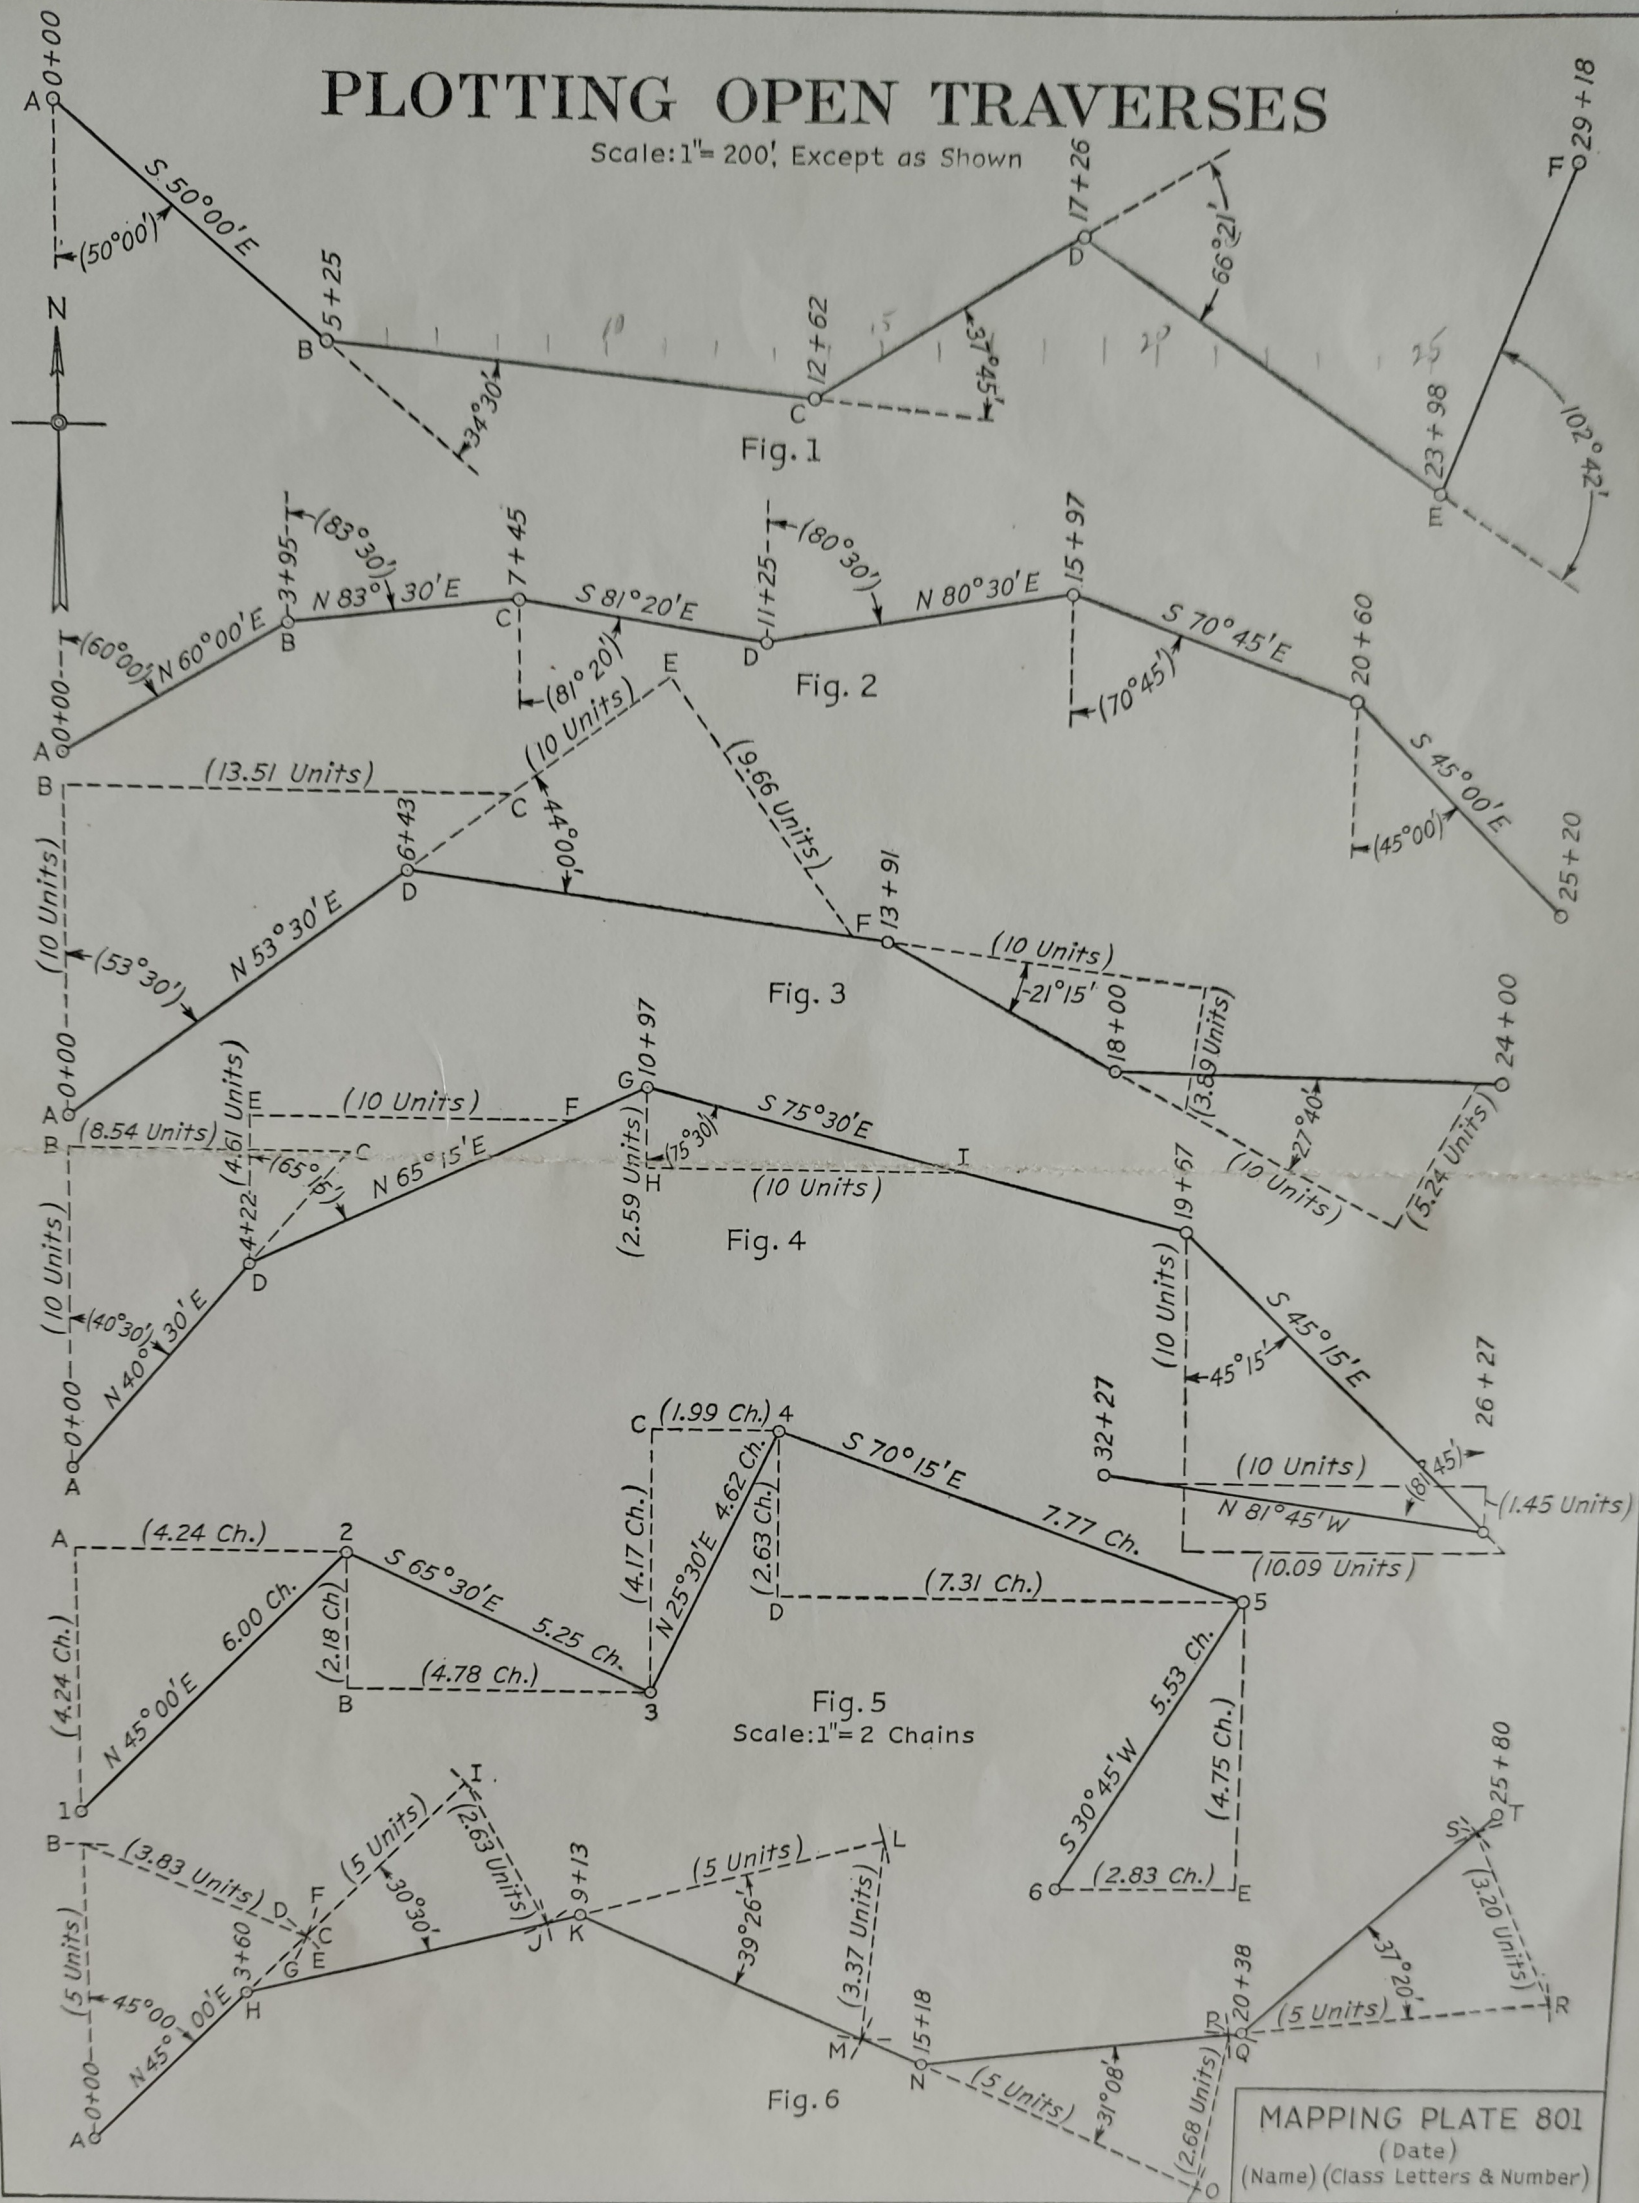 PLOTTING OPEN TRAVERSES
Scale: 1"= 200', Except as Shown
A
0+00
S 50°00'E
(50°00')
N
B
5+25
34°30'
10
C
12+62
15
37°45'
D
17+26
66°21'
20
25
E
23+98
102°42'
F
29+18
Fig. 1
A
0+00
(60°00')
N 60°00'E
B
3+95
(83°30')
N 83° 30'E
C
7+45
S 81°20'E
(81°20')
D
11+25
(80°30')
N 80°30'E
15+97
S 70°45'E
(70°45')
20+60
S 45°00'E
(45°00')
25+20
Fig. 2
B
(13.51 Units)
C
(10 Units)
E
(10 Units)
(53°30')
N 53°30'E
A
0+00
D
6+43
44°00'
(9.66 Units)
F
13+91
(10 Units)
21°15'
(3.89 Units)
18+00
27°40'
(10 Units)
(5.24 Units)
24+00
Fig. 3
B
(8.54 Units)
C
(10 Units)
(40°30')
N 40° 30'E
A
0+00
D
4+22
(4.61 Units)
E
(10 Units)
F
(65°15')
N 65°15'E
G
10+97
(2.59 Units)
H
(75°30')
(10 Units)
I
S 75°30'E
19+67
(10 Units)
45°15'
S 45°15'E
(10.09 Units)
26+27
(1.45 Units)
(10 Units)
(81°45')
N 81°45'W
32+27
Fig. 4
A
(4.24 Ch.)
2
(4.24 Ch.)
N 45°00'E
6.00 Ch.
1
S 65°30'E
5.25 Ch.
(2.18 Ch)
B
(4.78 Ch.)
3
C
(1.99 Ch.)
4
(4.17 Ch.)
N 25°30'E
4.62 Ch.
S 70°15'E
7.77 Ch.
(2.63 Ch.)
D
(7.31 Ch.)
5
S 30°45'W
5.53 Ch.
(4.75 Ch.)
6
(2.83 Ch.)
E
Fig. 5
Scale: 1"= 2 Chains
B
(3.83 Units)
D
F
C
E
G
(5 Units)
45°00
N 45° 00'E
A
0+00
H
3+60
(5 Units)
I
30°30'
(2.63 Units)
J
K
9+13
(5 Units)
L
39°26'
(3.37 Units)
M
N
15+18
(5 Units)
31°08'
(2.68 Units)
O
P
Q
20+38
(5 Units)
R
37°20'
(3.20 Units)
S
T
25+80
Fig. 6
MAPPING PLATE 801
(Date)
(Name) (Class Letters & Number)